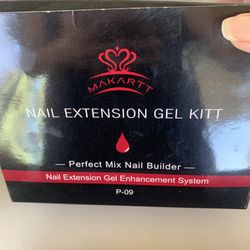 MAKARTT
NAIL EXTENSION GEL KITT
— Perfect Mix Nail Builder —
Nail Extension Gel Enhancement System
P-09